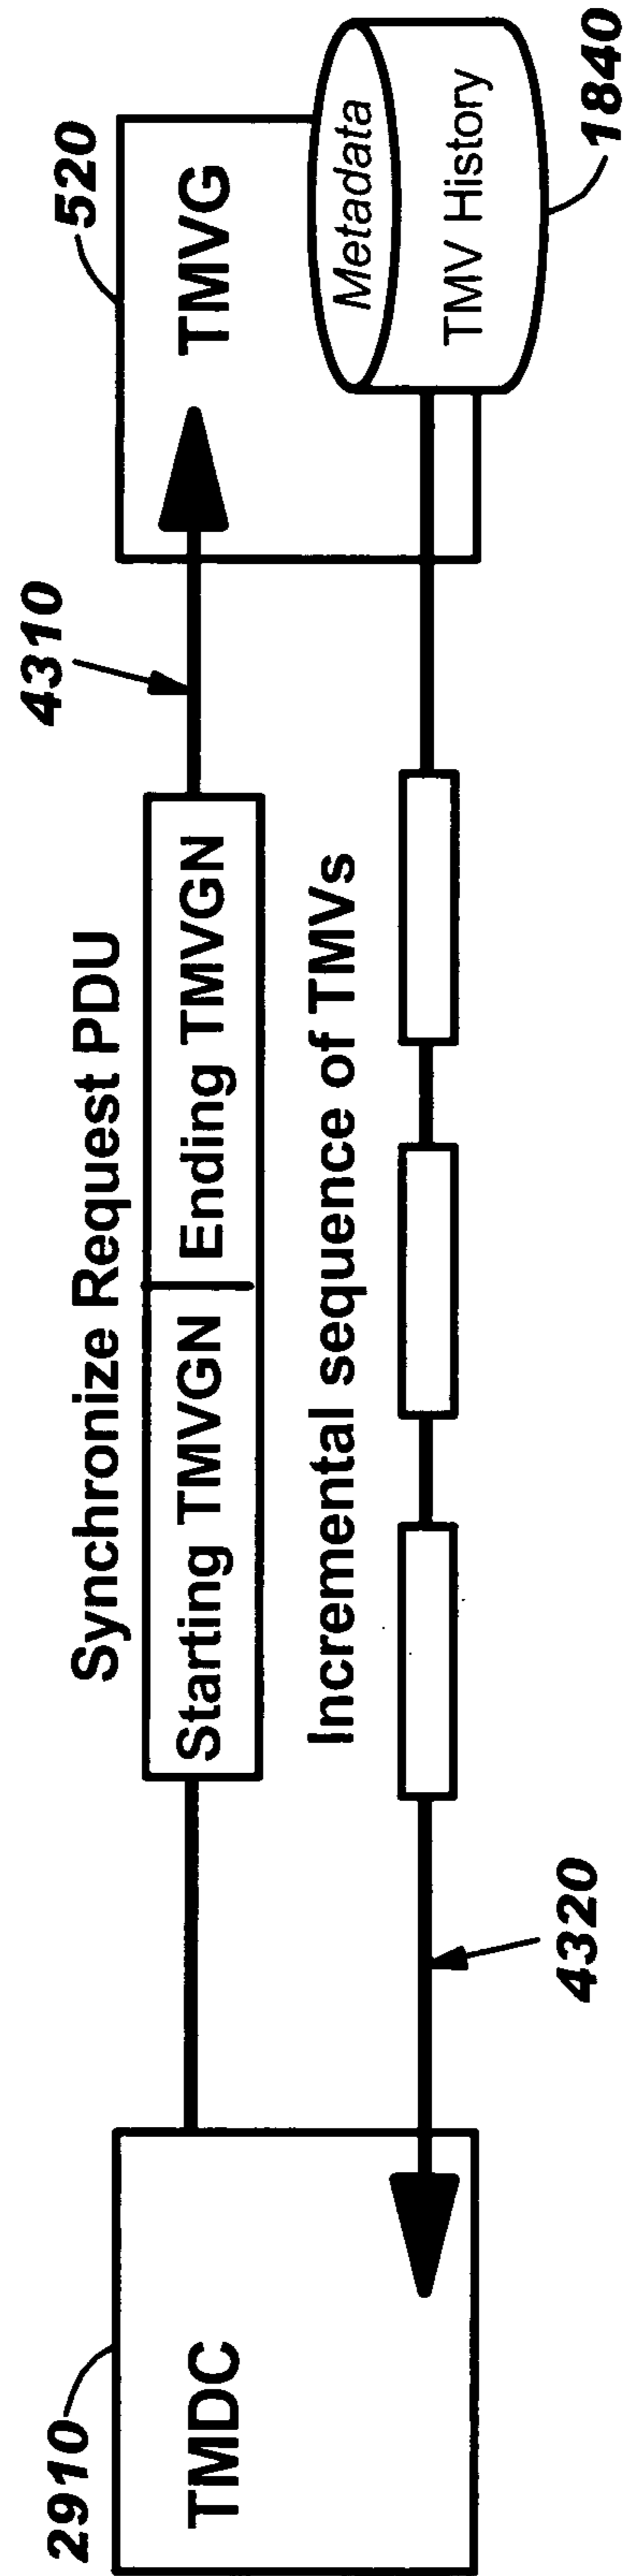 2910
TMDC
Synchronize Request PDU
Starting TMVGN
Ending TMVGN
4310
520
TMVG
Incremental sequence of TMVs
4320
Metadata
TMV History
1840